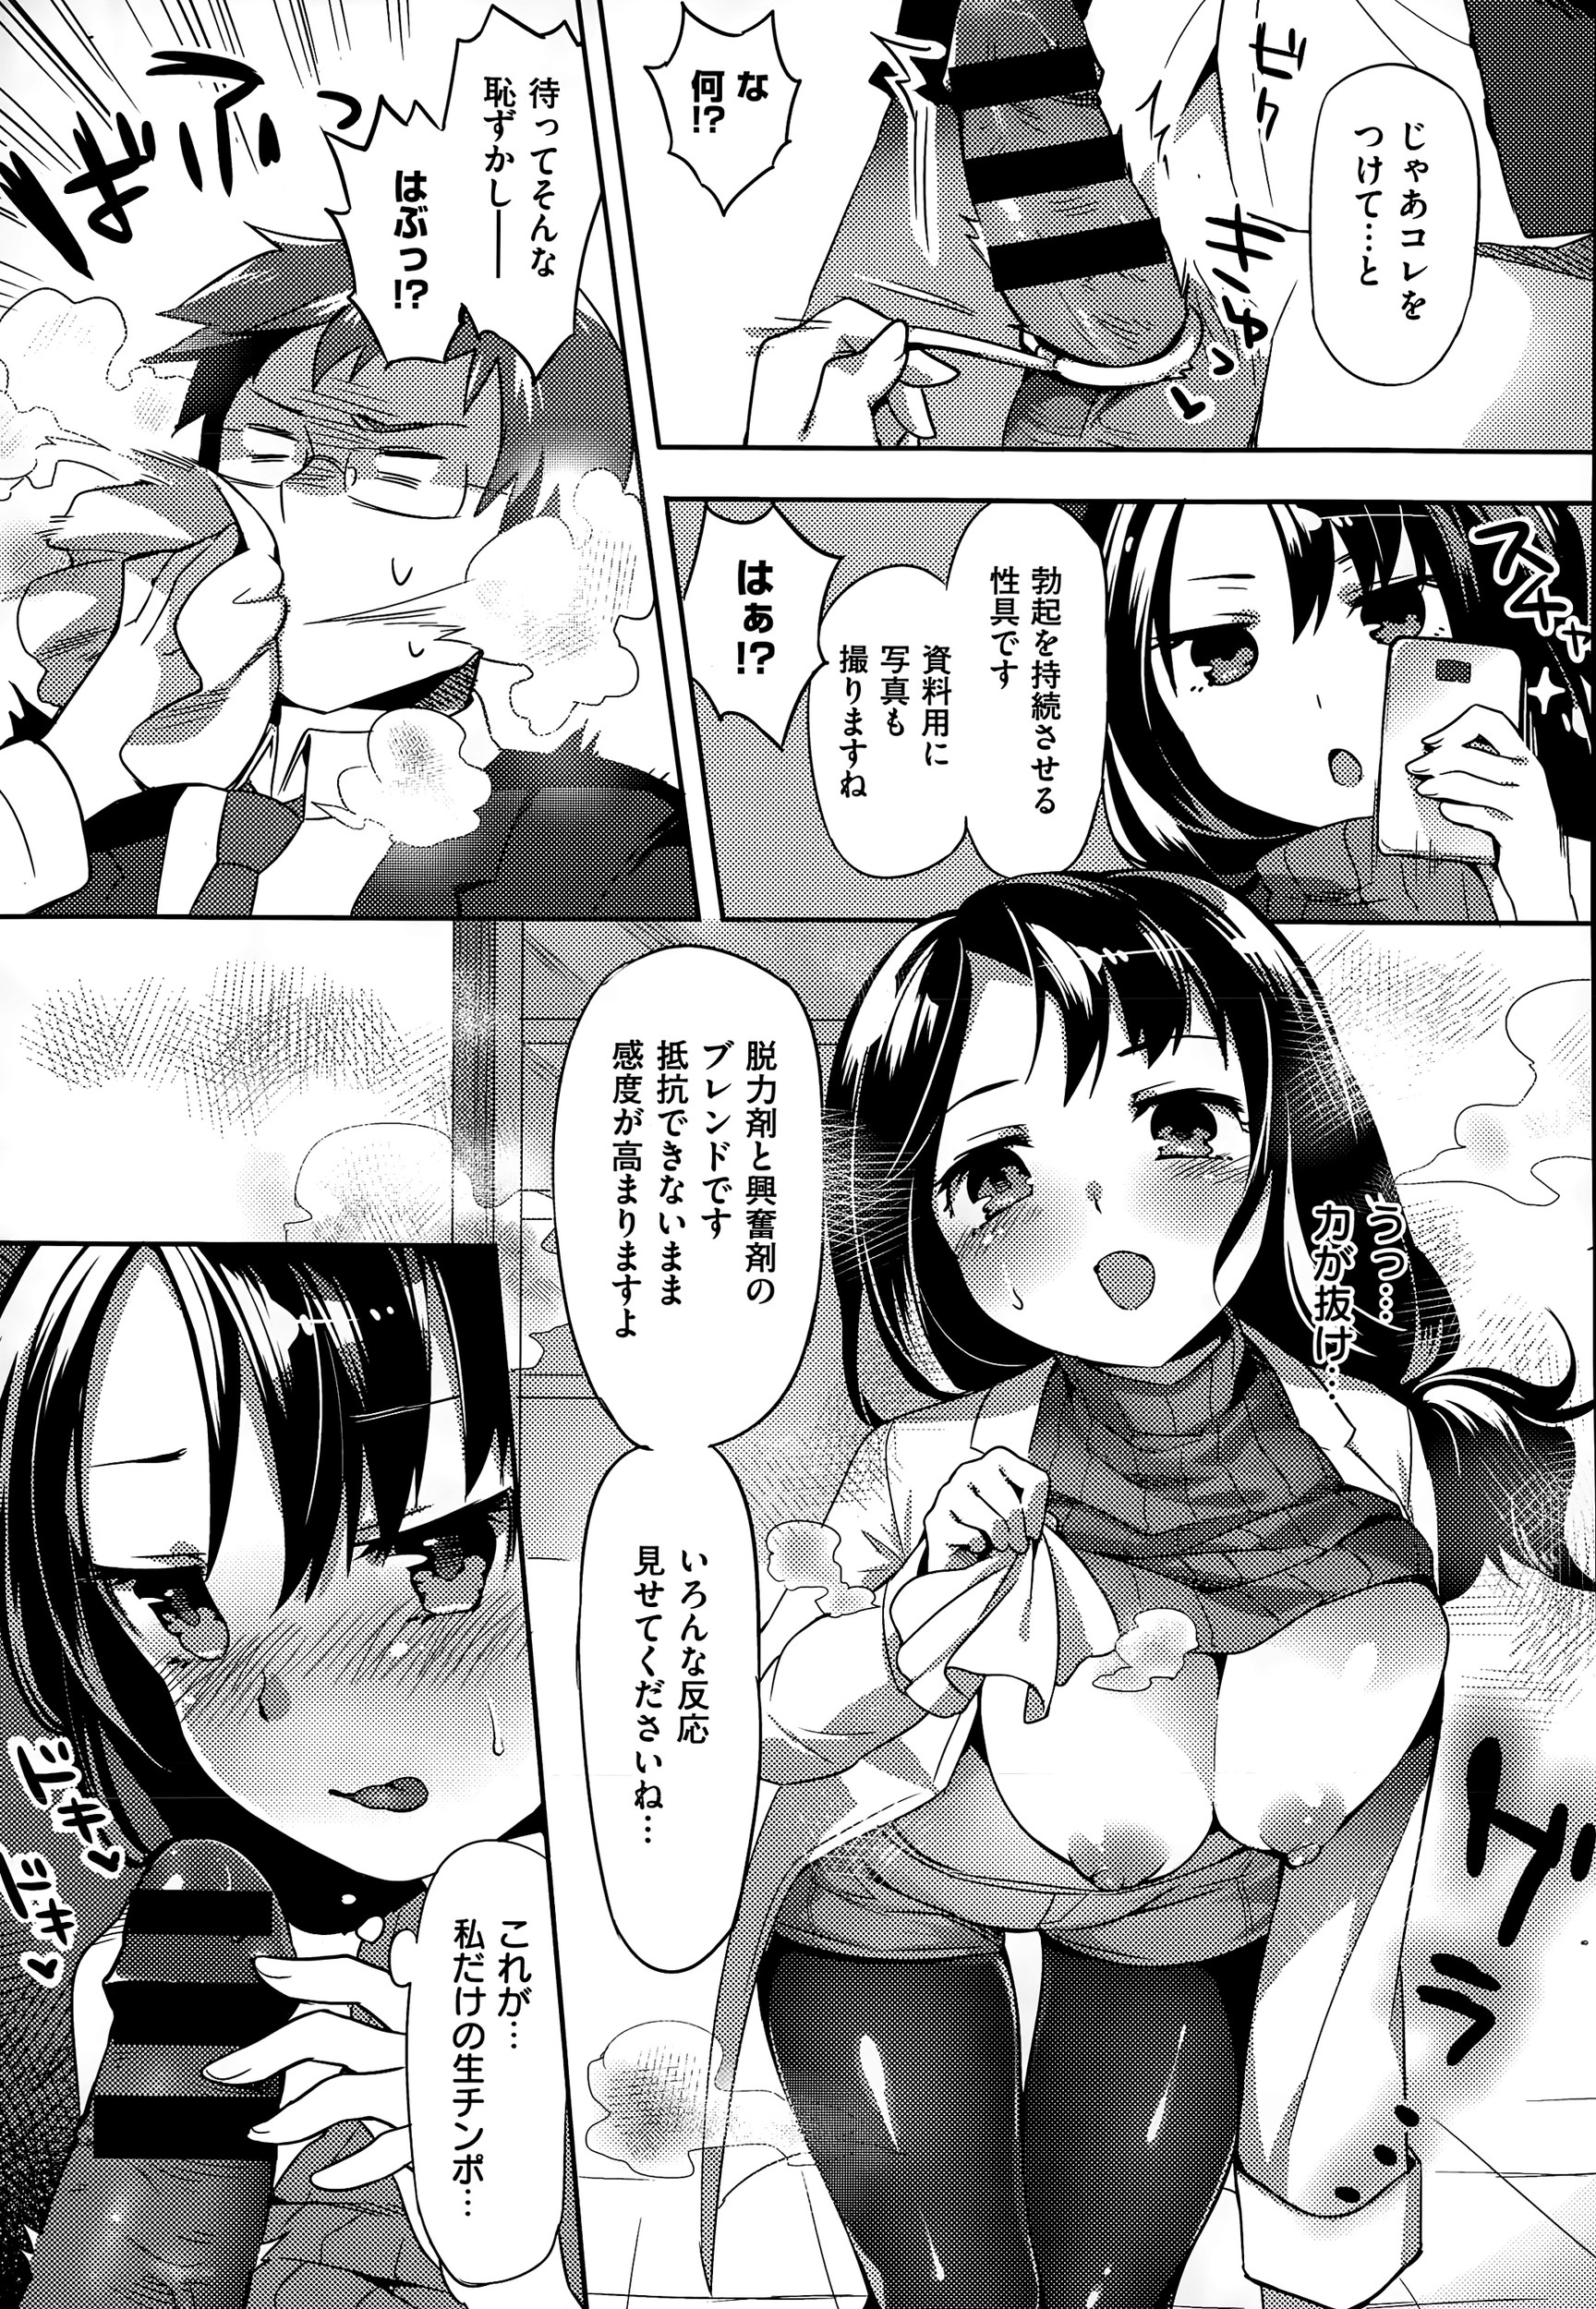 じゃあコレを
つけて…と
ゼク
ぎゅっ
な
何!?
スチャ
勃起を持続させる
性具です
資料用に
写真も
撮りますね
はぁ!?
待ってそんな
恥ずかし――
はぶっ!?
ばふっ
うっ…
力が抜け…
脱力剤と興奮剤の
ブレンドです
抵抗できないまま
感度が高まりますよ
いろんな反応
見せてくださいね…
グラ
これが…
私だけの生チンポ…
ドキ
ドキ